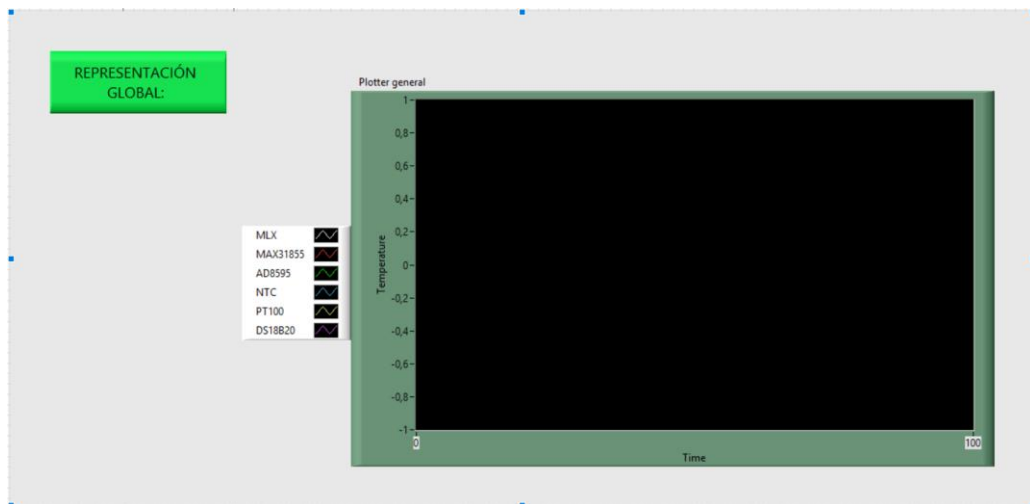 REPRESENTACIÓN
GLOBAL:
Plotter general
1
0,8
0,6
0,4
0,2
0
-0,2
-0,4
-0,6
-0,8
-1
Temperature
0
100
Time
MLX
MAX31855
AD8595
NTC
PT100
DS18B20